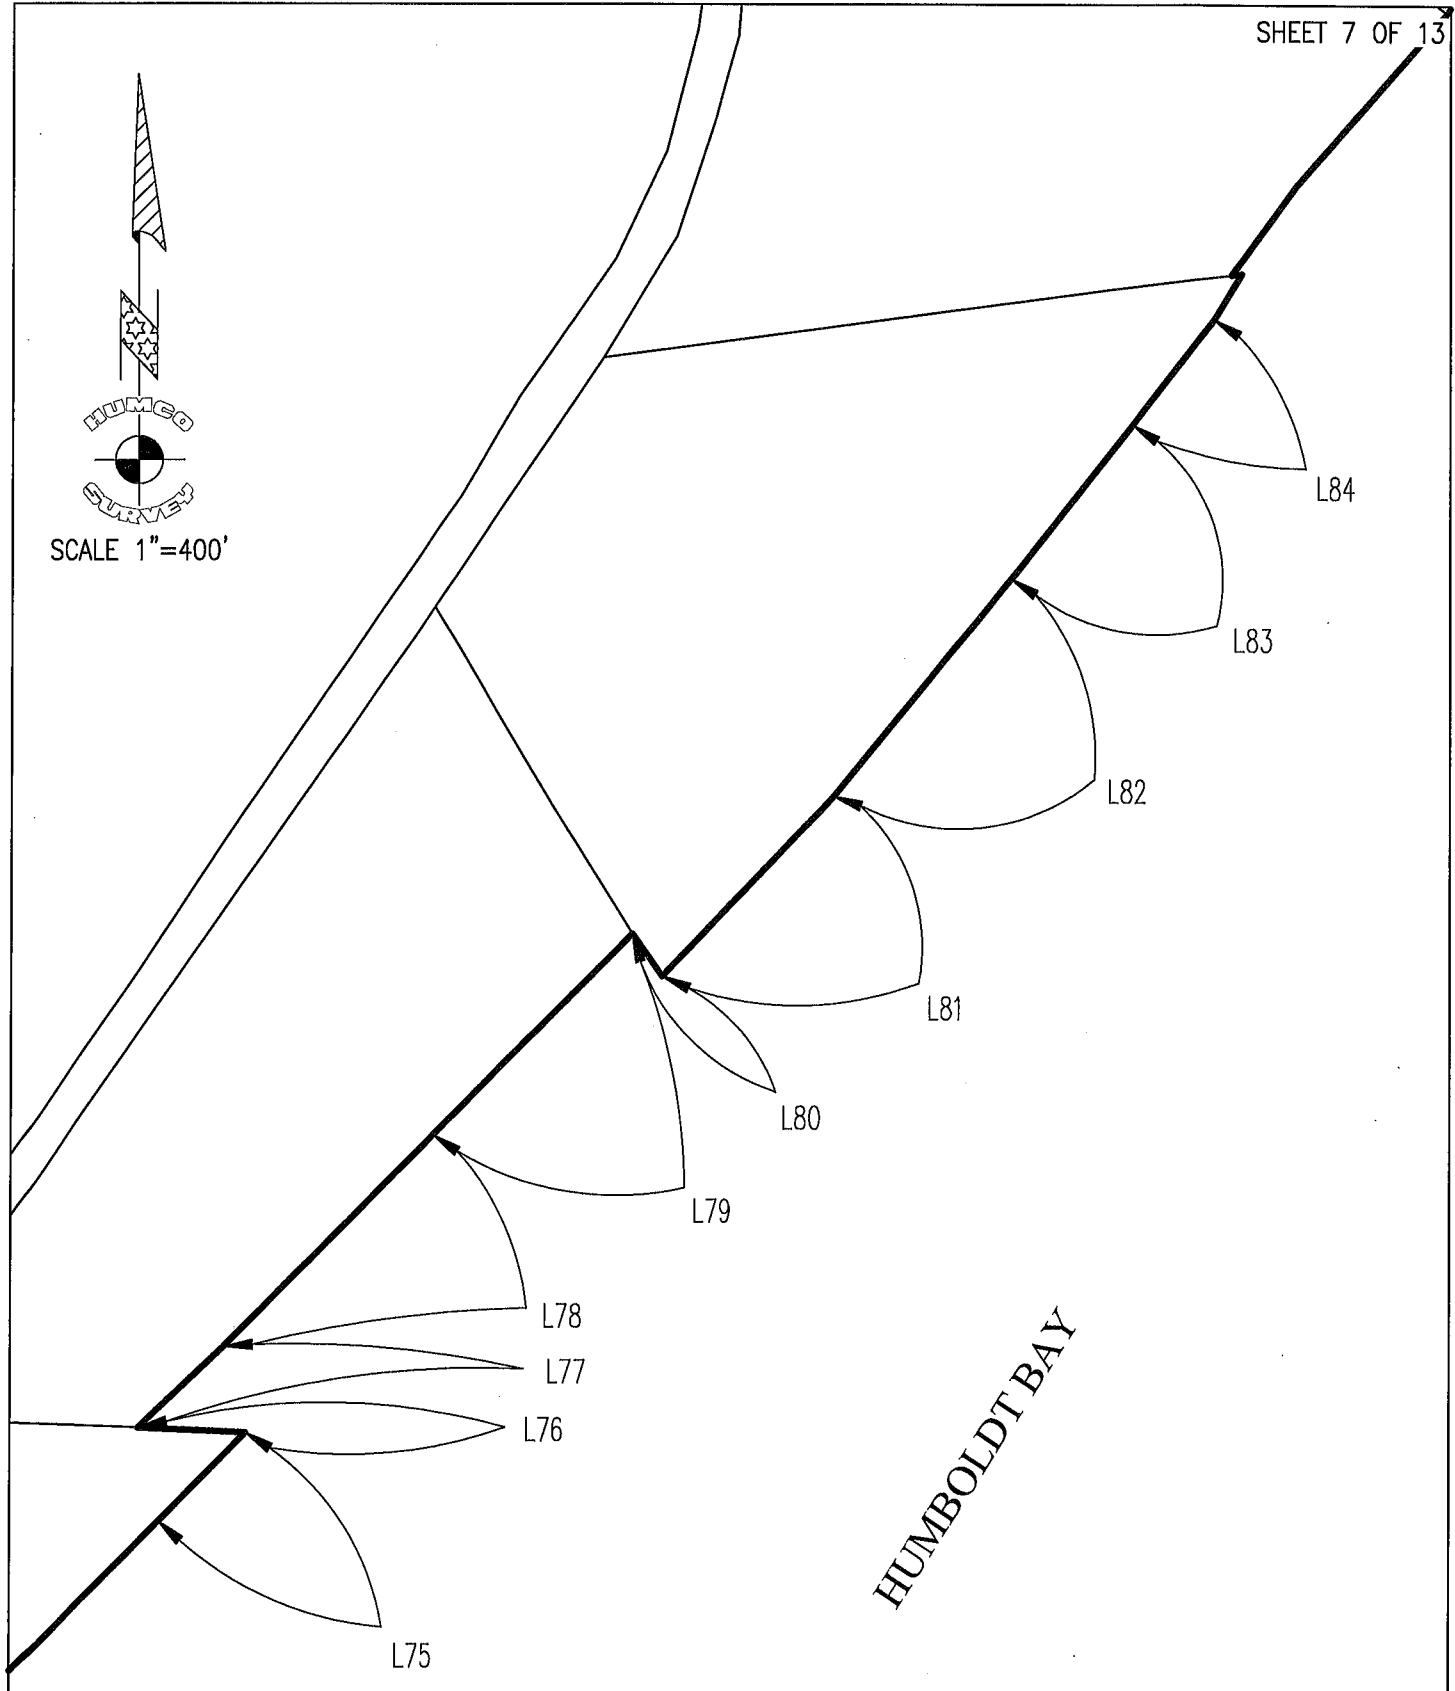 SHEET 7 OF 13
HUMCO
SURVEY
SCALE 1"=400'
L84
L83
L82
L81
L80
L79
L78
L77
L76
L75
HUMBOLDT BAY